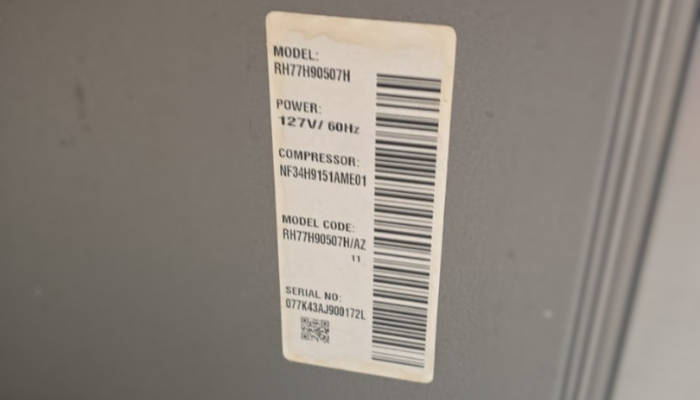 MODEL:
RH77H90507H
POWER:
127V/ 60Hz
COMPRESSOR:
NF34H9151AME01
MODEL CODE:
RH77H90507H/AZ
11
SERIAL NO:
077K43AJ900172L